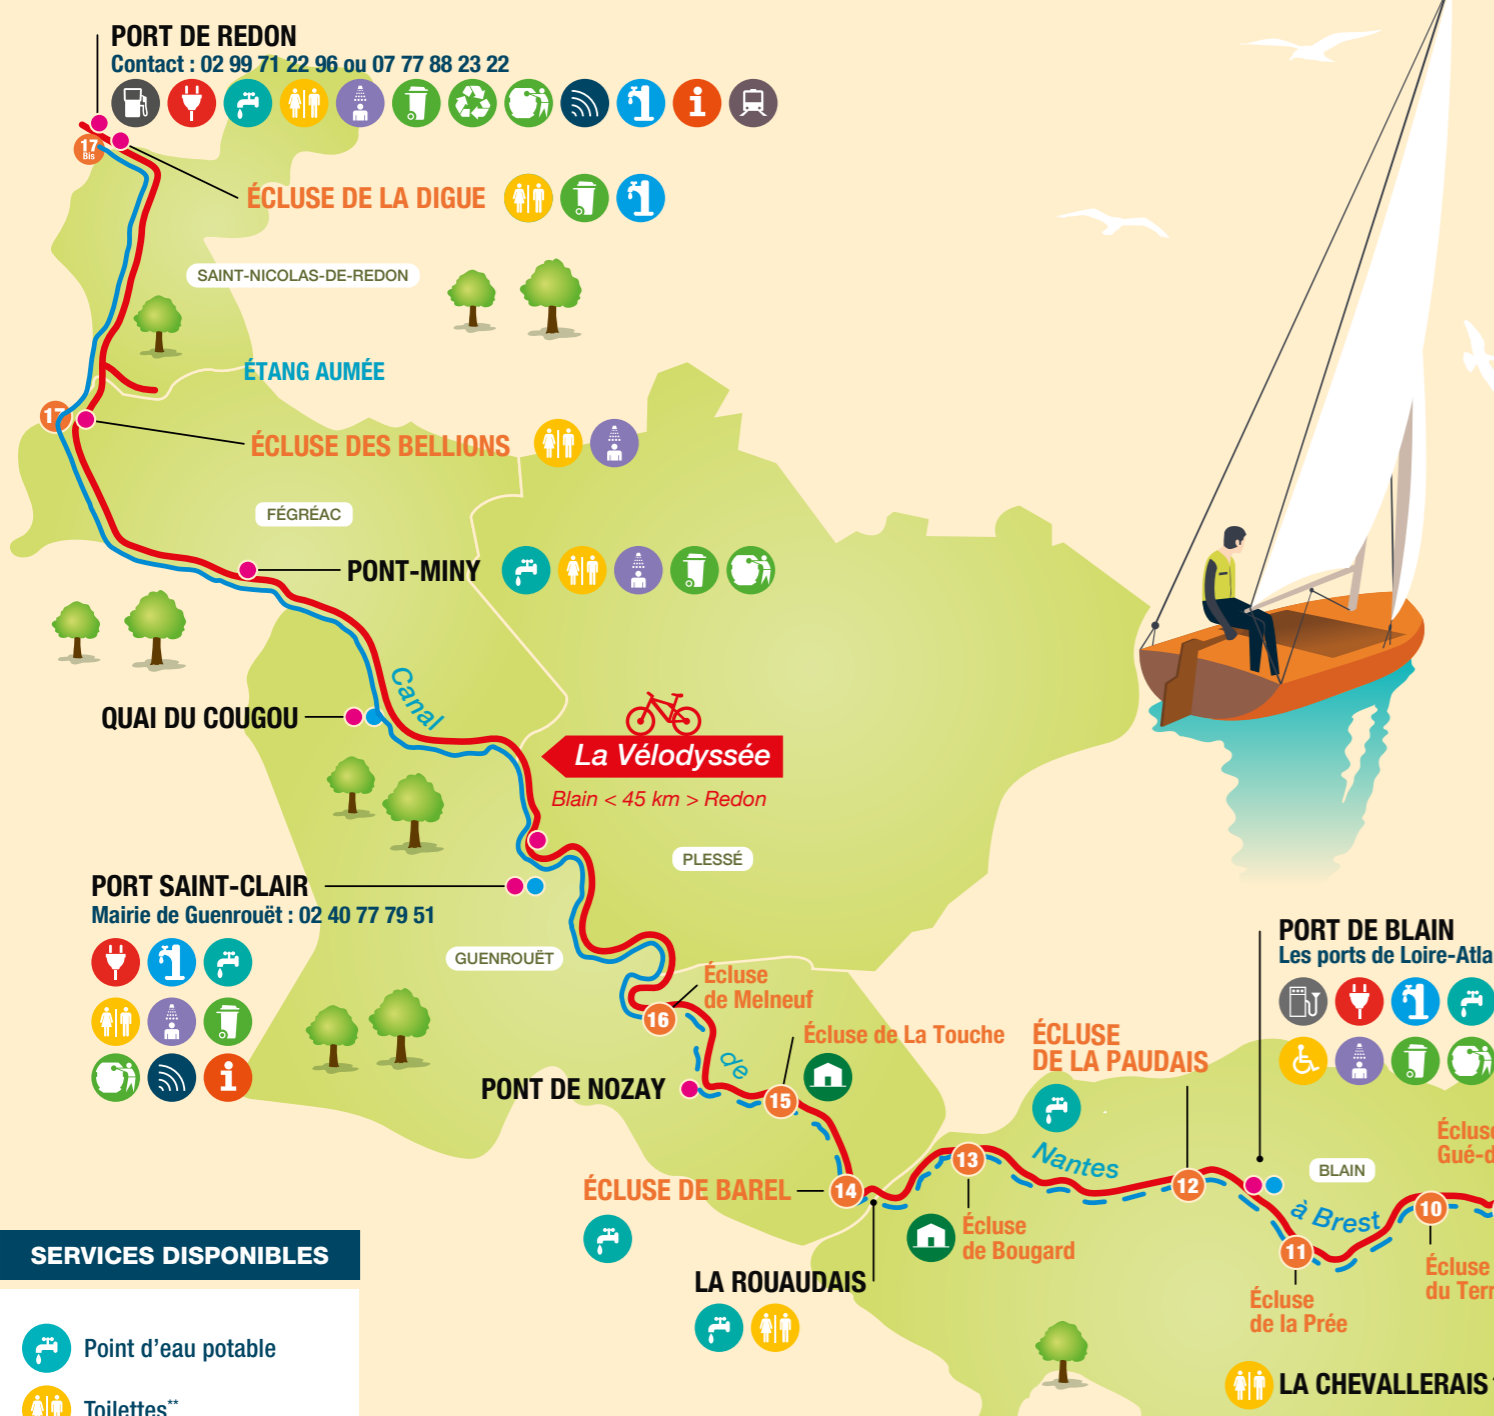 PORT DE REDON
Contact : 02 99 71 22 96 ou 07 77 88 23 22
17
Bis
ÉCLUSE DE LA DIGUE
SAINT-NICOLAS-DE-REDON
ÉTANG AUMÉE
17
ÉCLUSE DES BELLIONS
FÉGRÉAC
PONT-MINY
QUAI DU COUGOU
Canal
La Vélodyssée
Blain < 45 km > Redon
PLESSÉ
PORT SAINT-CLAIR
Mairie de Guenrouët : 02 40 77 79 51
GUENROUËT
Écluse
de Melneuf
16
de
Écluse de La Touche
PONT DE NOZAY
15
ÉCLUSE
DE LA PAUDAIS
PORT DE BLAIN
Les ports de Loire-Atla
Nantes
13
12
BLAIN
Écluse
Gué-d
ÉCLUSE DE BAREL
14
à Brest
10
Écluse
de Bougard
11
Écluse
du Terr
LA ROUAUDAIS
Écluse
de la Prée
LA CHEVALLERAIS
SERVICES DISPONIBLES
Point d'eau potable
Toilettes**